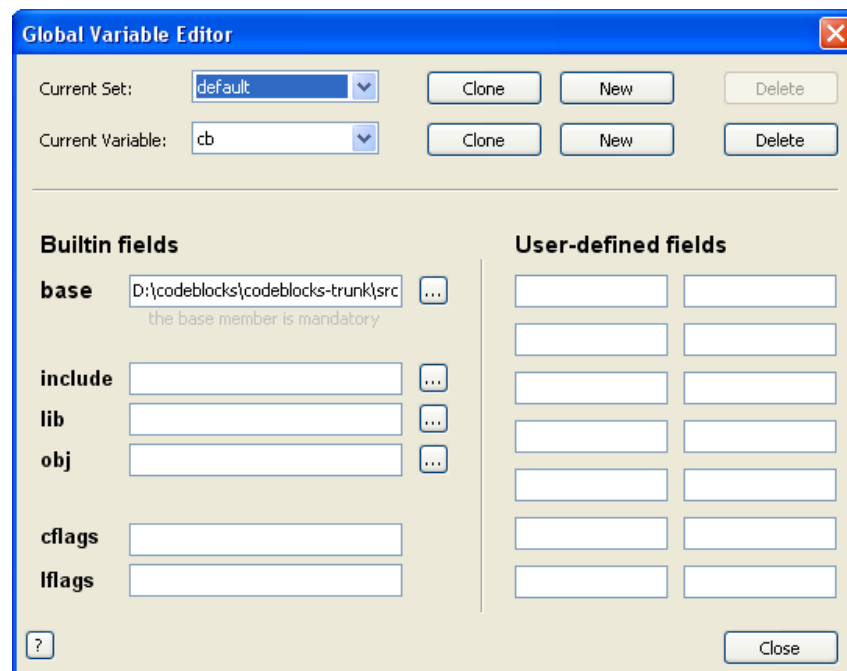 Global Variable Editor
Current Set: default Clone New Delete
Current Variable: cb Clone New Delete
Builtin fields User-defined fields
base D:\codeblocks\codeblocks-trunk\src ...
the base member is mandatory
include ...
lib ...
obj ...
cflags
lflags
? Close